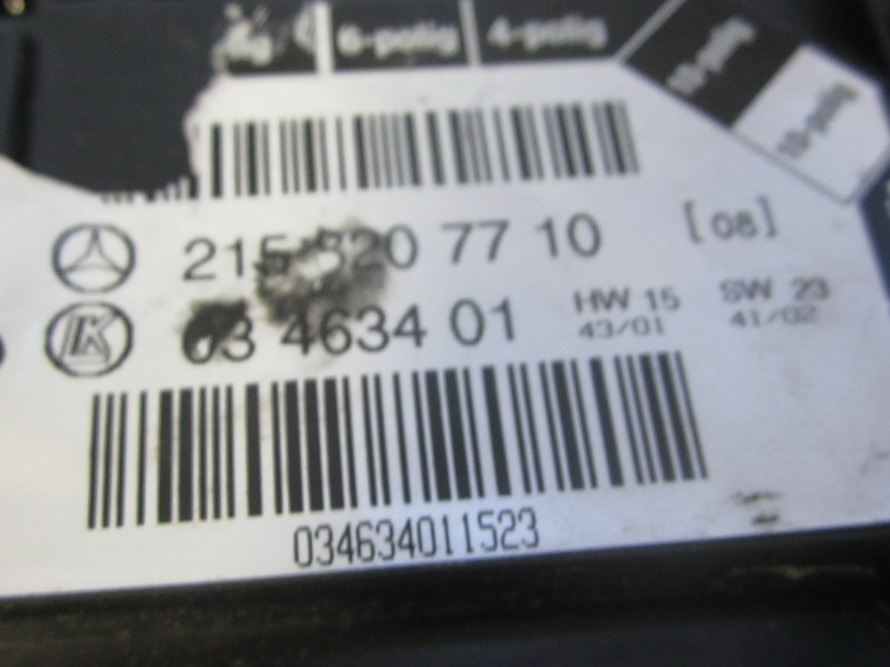 6-polig 4-polig 10-polig
10-polig
215 820 77 10 [08]
03 4634 01 HW 15 SW 23
43/01 41/02
034634011523